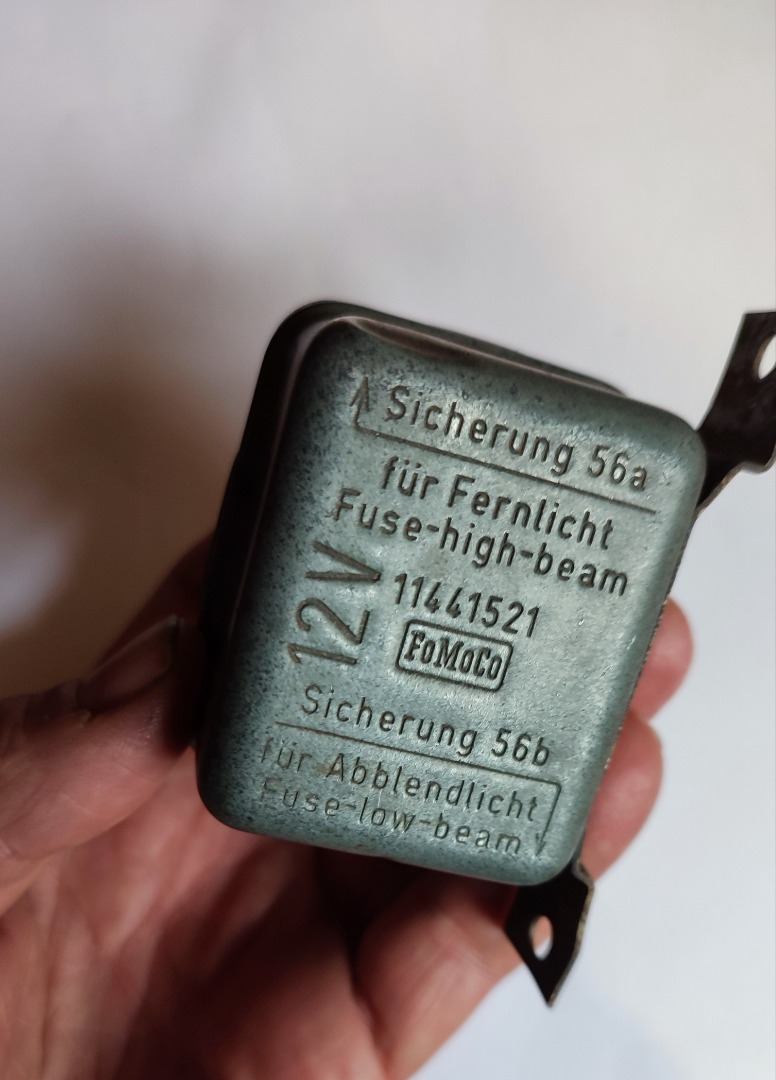 Sicherung 56a
für Fernlicht
Fuse-high-beam
12V
11441521
FoMoCo
Sicherung 56b
für Abblendlicht
Fuse-low-beam